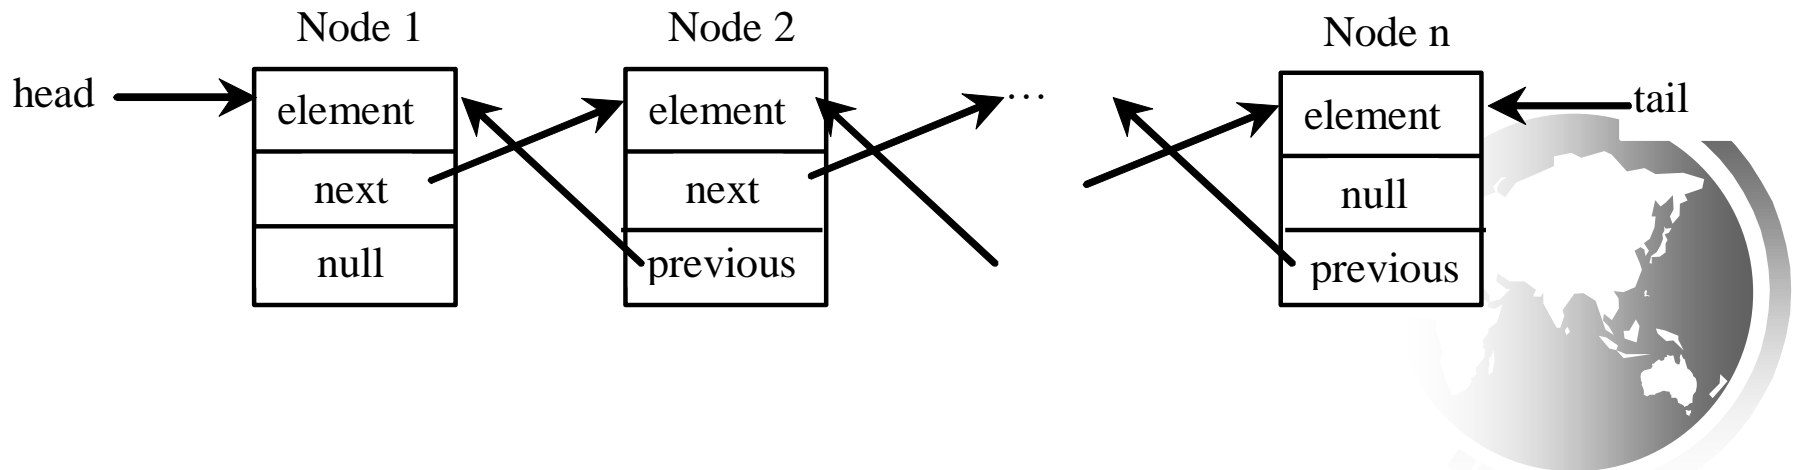 Node 1
Node 2
Node n
head
element
element
…
element
tail
next
next
null
null
previous
previous